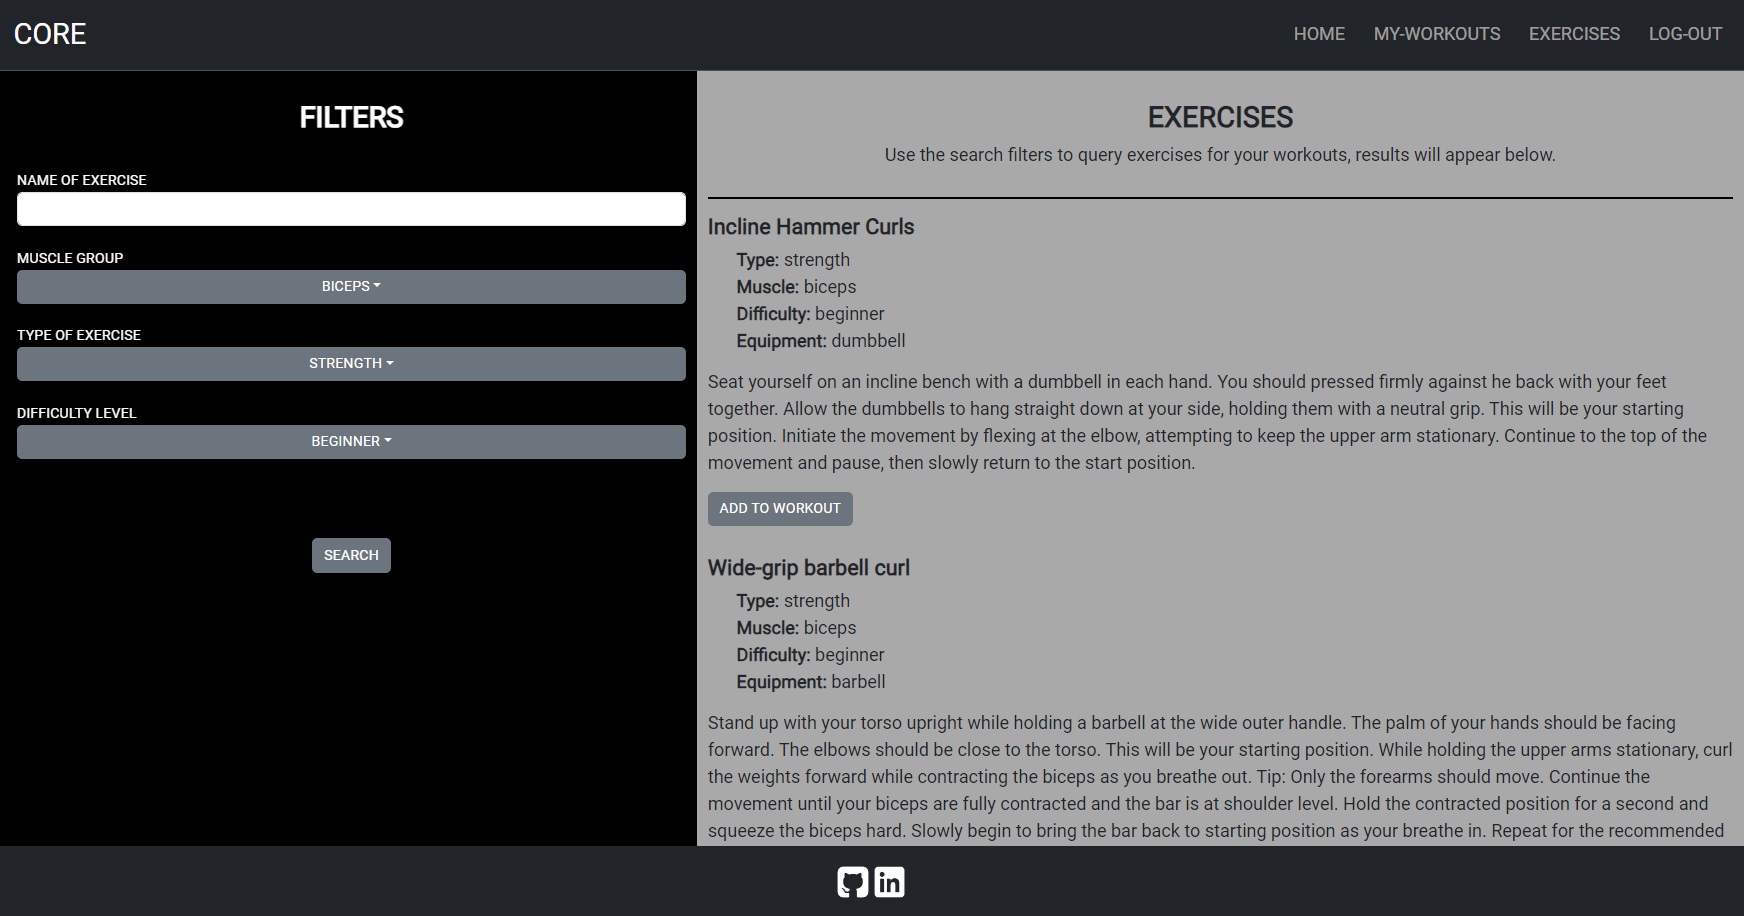 CORE
HOME MY-WORKOUTS EXERCISES LOG-OUT
FILTERS
NAME OF EXERCISE
MUSCLE GROUP
BICEPS
TYPE OF EXERCISE
STRENGTH
DIFFICULTY LEVEL
BEGINNER
SEARCH
EXERCISES
Use the search filters to query exercises for your workouts, results will appear below.
Incline Hammer Curls
Type: strength
Muscle: biceps
Difficulty: beginner
Equipment: dumbbell
Seat yourself on an incline bench with a dumbbell in each hand. You should pressed firmly against he back with your feet
together. Allow the dumbbells to hang straight down at your side, holding them with a neutral grip. This will be your starting
position. Initiate the movement by flexing at the elbow, attempting to keep the upper arm stationary. Continue to the top of the
movement and pause, then slowly return to the start position.
ADD TO WORKOUT
Wide-grip barbell curl
Type: strength
Muscle: biceps
Difficulty: beginner
Equipment: barbell
Stand up with your torso upright while holding a barbell at the wide outer handle. The palm of your hands should be facing
forward. The elbows should be close to the torso. This will be your starting position. While holding the upper arms stationary, curl
the weights forward while contracting the biceps as you breathe out. Tip: Only the forearms should move. Continue the
movement until your biceps are fully contracted and the bar is at shoulder level. Hold the contracted position for a second and
squeeze the biceps hard. Slowly begin to bring the bar back to starting position as your breathe in. Repeat for the recommended
in